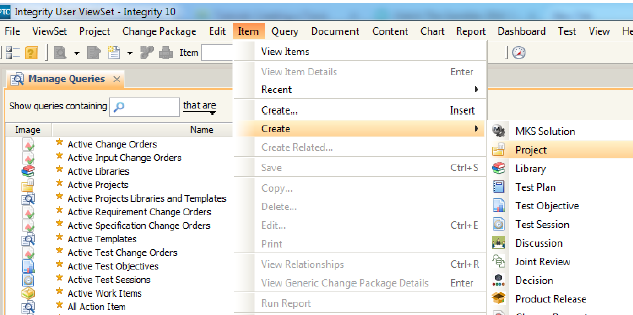 PTC Integrity User ViewSet - Integrity 10
File ViewSet Project Change Package Edit Item Query Document Content Chart Report Dashboard Test View He
Item
Manage Queries
Show queries containing that are
Image Name
Active Change Orders
Active Input Change Orders
Active Libraries
Active Projects
Active Projects Libraries and Templates
Active Requirement Change Orders
Active Specification Change Orders
Active Templates
Active Test Change Orders
Active Test Objectives
Active Test Sessions
Active Work Items
All Action Item
View Items
View Item Details Enter
Recent
Create... Insert
Create
Create Related...
Save Ctrl+S
Copy...
Delete...
Edit... Ctrl+E
Print
View Relationships Ctrl+R
View Generic Change Package Details Enter
Run Report
MKS Solution
Project
Library
Test Plan
Test Objective
Test Session
Discussion
Joint Review
Decision
Product Release